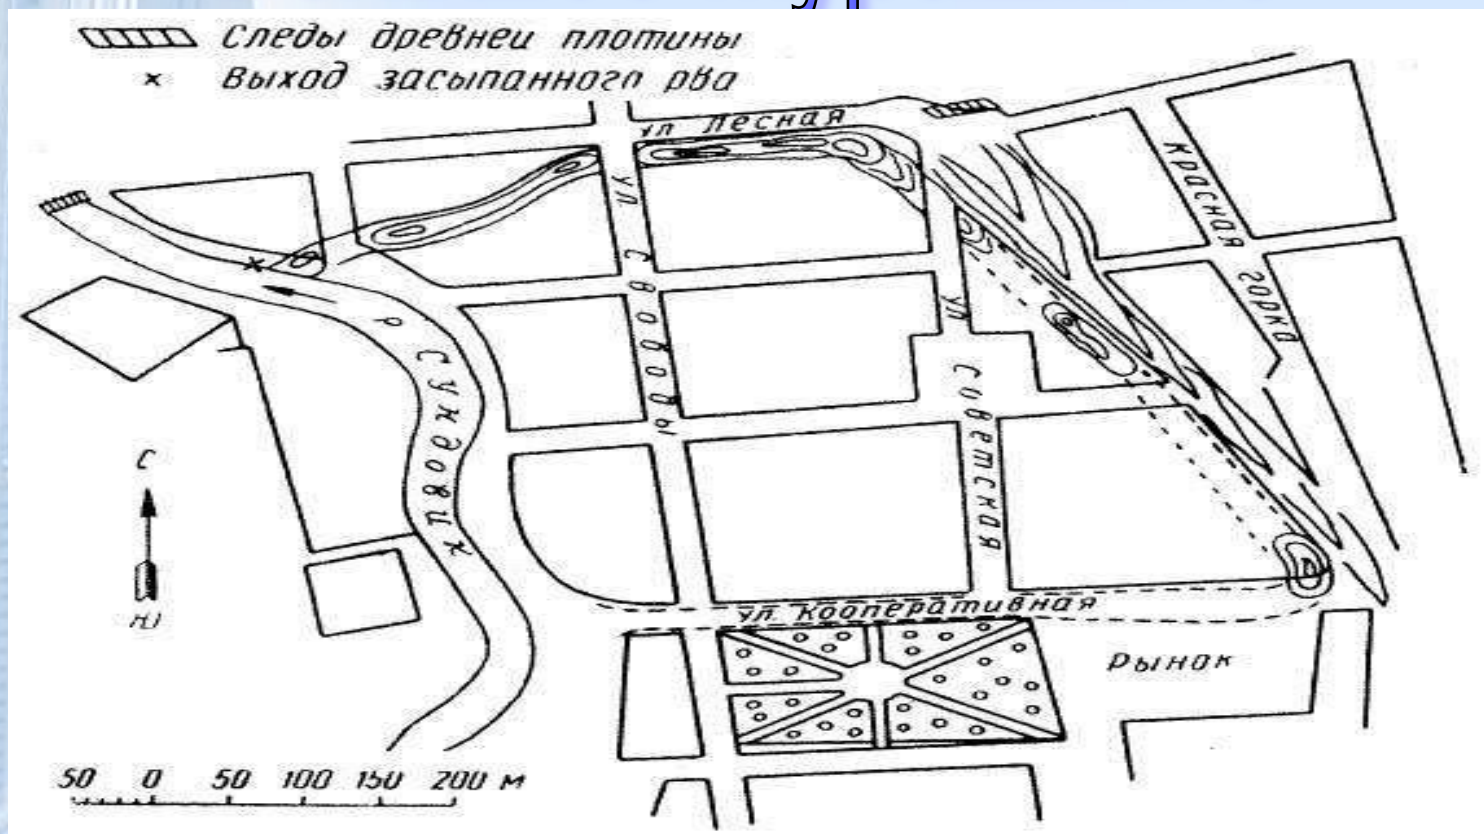 Следы древней плотины
Выход засыпанного рва
ул Лесная
ул Свободы
Красная горка
р Сундовик
ул Советская
С
Ю
ул. Кооперативная
Рынок
50 0 50 100 150 200 м